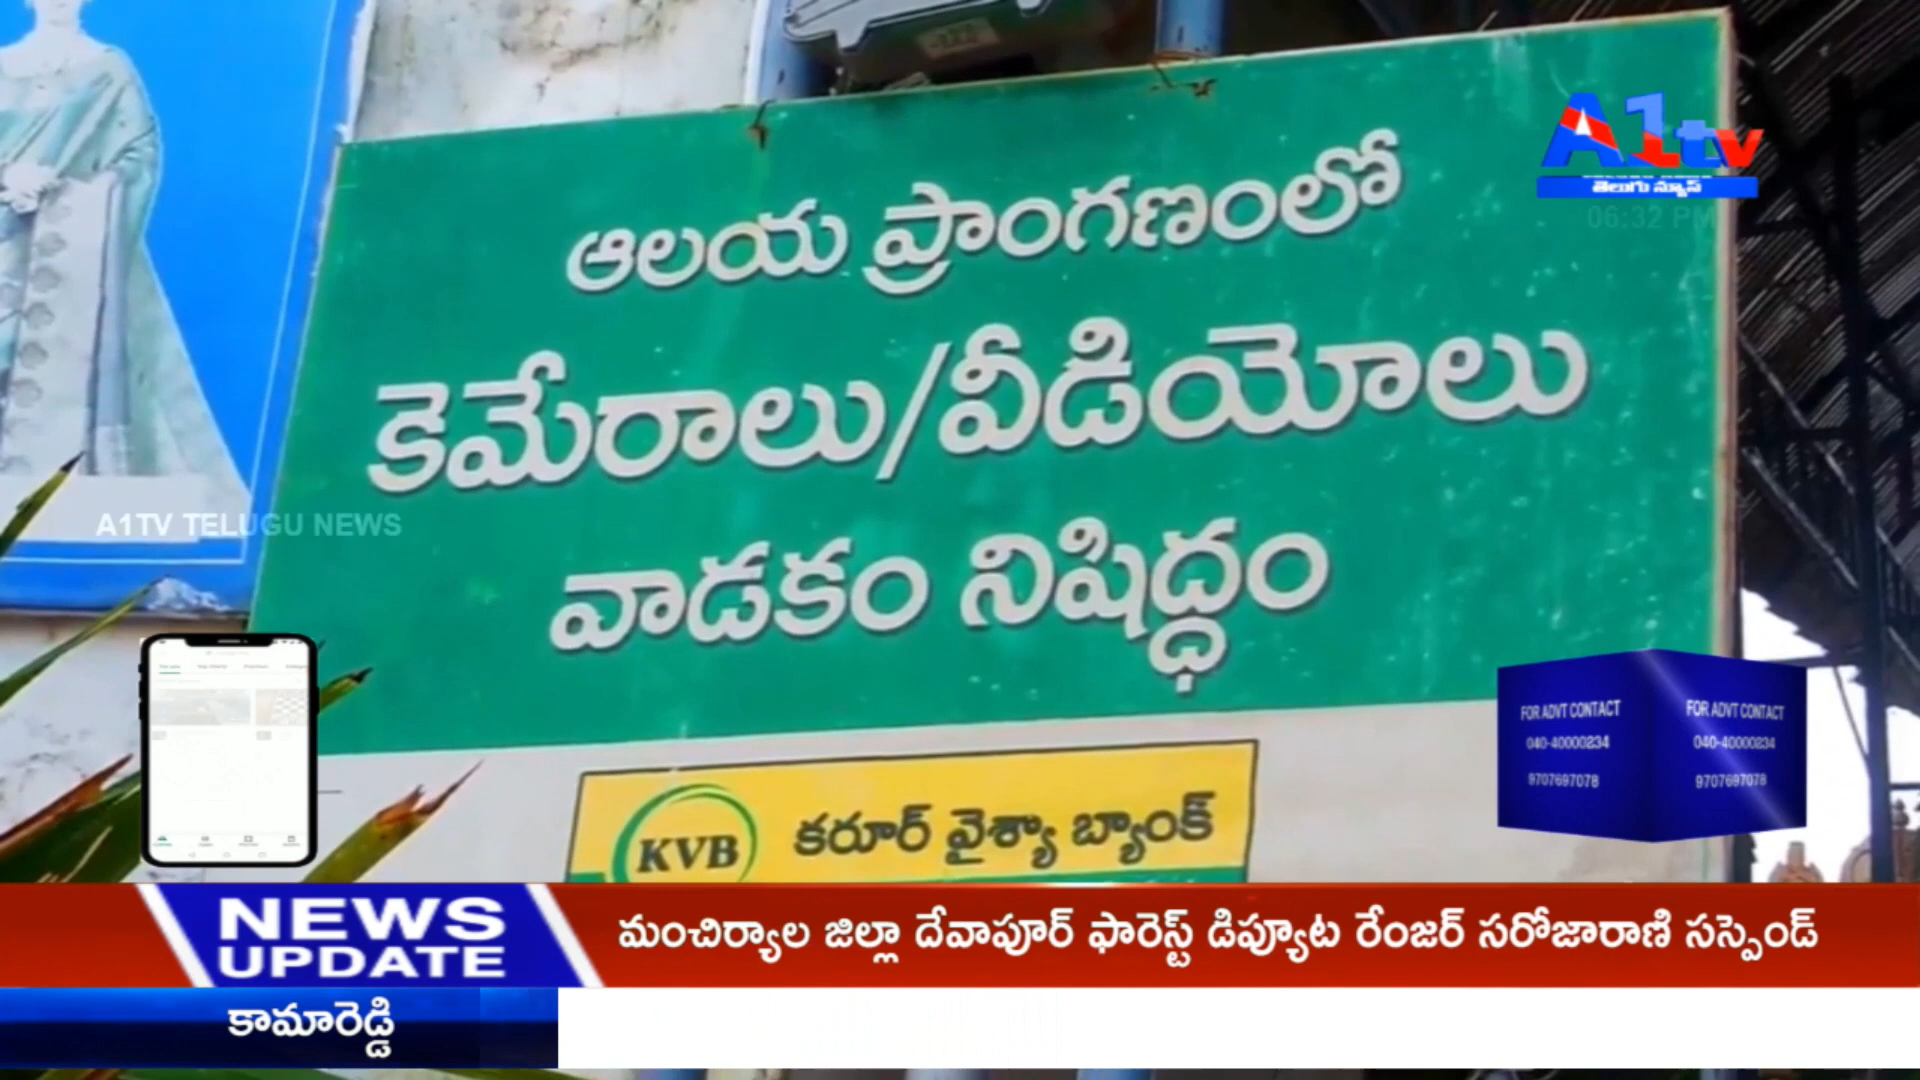 A1tv
తెలుగు న్యూస్
06:32 PM
ఆలయ ప్రాంగణంలో
కెమేరాలు/వీడియోలు
వాడకం నిషిద్ధం
A1TV TELUGU NEWS
KVB కరూర్ వైశ్యా బ్యాంక్
FOR ADVT CONTACT
040-40000234
9707697078
FOR ADVT CONTACT
040-40000234
9707697078
NEWS UPDATE
మంచిర్యాల జిల్లా దేవాపూర్ ఫారెస్ట్ డిప్యూట రేంజర్ సరోజారాణి సస్పెండ్
కామారెడ్డి